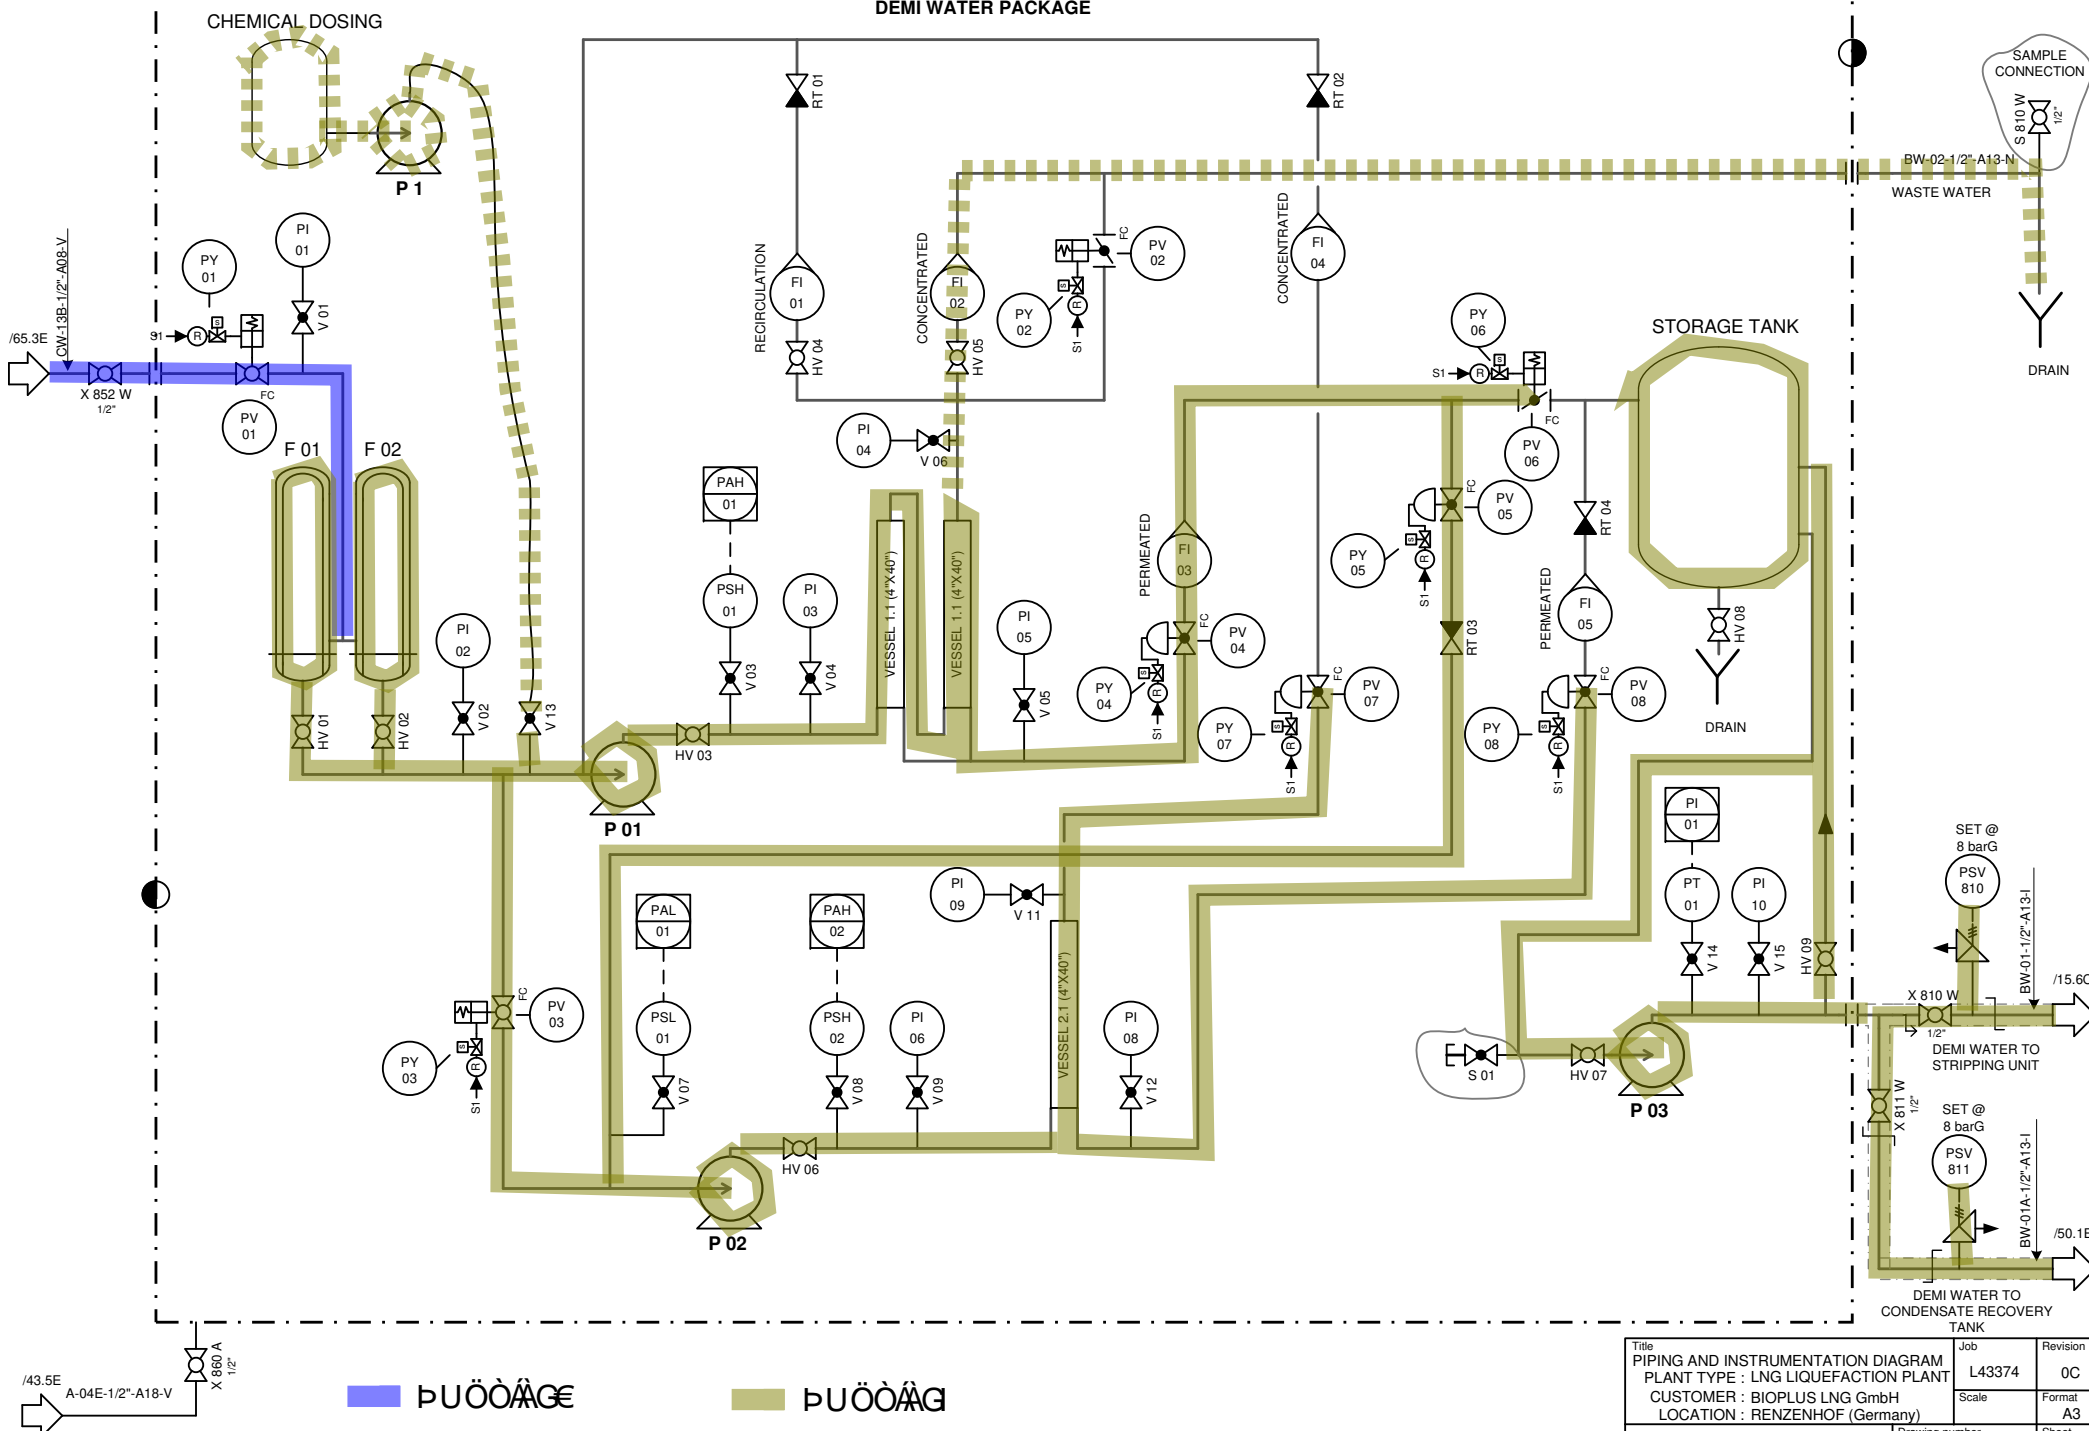 DEMI WATER PACKAGE
CHEMICAL DOSING
P 1
RT 01
RT 02
SAMPLE
CONNECTION
S 810 W
1/2"
BW-02-1/2"-A13-N
WASTE WATER
DRAIN
CW-13B-1/2"-A08-V
/65.3E
X 852 W
1/2"
PY
01
PI
01
V 01
S1
R
S
FC
PV
01
F 01
F 02
RECIRCULATION
FI
01
HV 04
CONCENTRATED
FI
02
HV 05
PY
02
S
R
S1
FC
PV
02
CONCENTRATED
FI
04
PY
06
S1
R
S
FC
PV
06
STORAGE TANK
PI
04
V 06
PAH
01
PSH
01
V 03
PI
03
V 04
VESSEL 1.1 (4"X40")
VESSEL 1.1 (4"X40")
PI
05
V 05
PERMEATED
FI
03
FC
PV
04
PY
04
S
R
S1
FC
PV
05
PY
05
S
R
S1
RT 03
RT 04
PERMEATED
FI
05
FC
PV
07
PY
07
S
R
S1
FC
PV
08
PY
08
S
R
S1
HV 08
DRAIN
PI
02
V 02
V 13
HV 01
HV 02
HV 03
P 01
PI
01
PT
01
V 14
PI
10
V 15
HV 09
SET @
8 barG
PSV
810
BW-01-1/2"-A13-I
X 810 W
1/2"
DEMI WATER TO
STRIPPING UNIT
X 811 W
1/2"
SET @
8 barG
PSV
811
BW-01A-1/2"-A13-I
DEMI WATER TO
CONDENSATE RECOVERY
TANK
PI
09
V 11
PAL
01
PSL
01
V 07
PAH
02
PSH
02
V 08
PI
06
V 09
VESSEL 2.1 (4"X40")
PI
08
V 12
FC
PV
03
PY
03
S
R
S1
HV 06
P 02
S 01
HV 07
P 03
/43.5E
A-04E-1/2"-A18-V
X 860 A
1/2"
Title
PIPING AND INSTRUMENTATION DIAGRAM
PLANT TYPE : LNG LIQUEFACTION PLANT
CUSTOMER : BIOPLUS LNG GmbH
LOCATION : RENZENHOF (Germany)
Job
L43374
Revision
0C
Scale
Format
A3